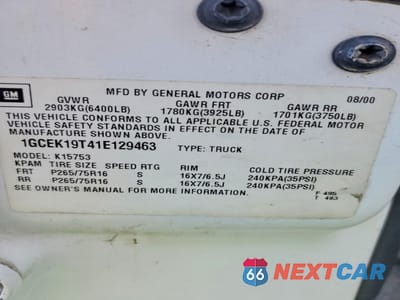 GM
MFD BY GENERAL MOTORS CORP 08/00
GVWR GAWR FRT GAWR RR
2903KG(6400LB) 1780KG(3925LB) 1701KG(3750LB)
THIS VEHICLE CONFORMS TO ALL APPLICABLE U.S. FEDERAL MOTOR
VEHICLE SAFETY STANDARDS IN EFFECT ON THE DATE OF
MANUFACTURE SHOWN ABOVE.
1GCEK19T41E129463 TYPE: TRUCK
MODEL: K15753
KPAM TIRE SIZE SPEED RTG RIM COLD TIRE PRESSURE
FRT P265/75R16 S 16X7/6.5J 240KPA(35PSI)
RR P265/75R16 S 16X7/6.5J 240KPA(35PSI)
SEE OWNER'S MANUAL FOR MORE INFORMATION.
F 495
T 483
66 NEXTCAR